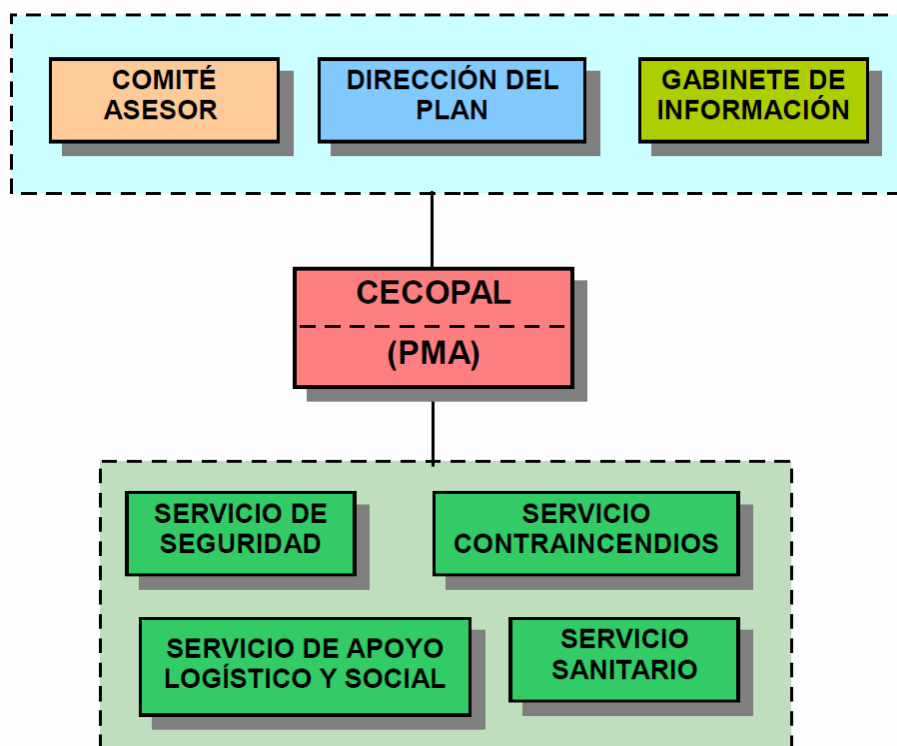 COMITÉ
ASESOR
DIRECCIÓN DEL
PLAN
GABINETE DE
INFORMACIÓN
CECOPAL
(PMA)
SERVICIO DE
SEGURIDAD
SERVICIO
CONTRAINCENDIOS
SERVICIO DE APOYO
LOGÍSTICO Y SOCIAL
SERVICIO
SANITARIO